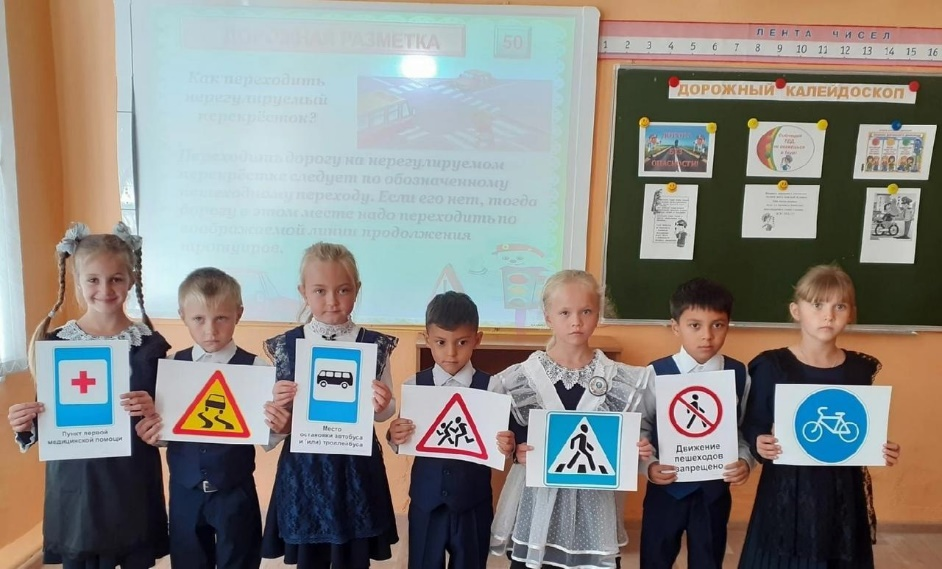 ДОРОЖНАЯ РАЗМЕТКА
50
Как переходить
нерегулируемый
перекрёсток?
Переходить дорогу на нерегулируемом
перекрёстке следует по обозначенному
пешеходному переходу. Если его нет, тогда
дорогу в этом месте надо переходить по
воображаемой линии продолжения
тротуаров.
ЛЕНТА ЧИСЕЛ
1 2 3 4 5 6 7 8 9 10 11 12 13 14 15 16
ДОРОЖНЫЙ КАЛЕЙДОСКОП
ОПАСНОСТИ!
Пункт первой
медицинской помощи
Место
остановки автобуса
и (или) троллейбуса
Движение
пешеходов
запрещено